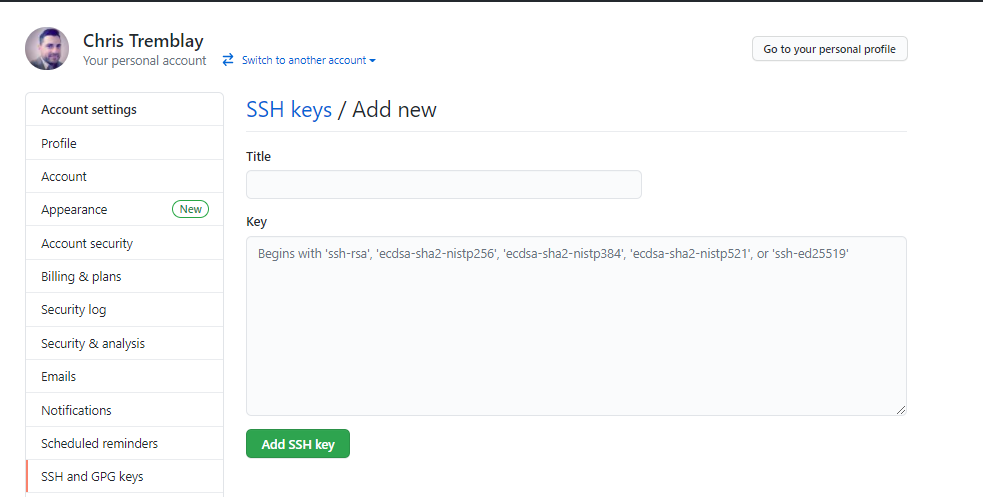 Chris Tremblay
Your personal account
Switch to another account
Go to your personal profile
Account settings
Profile
Account
Appearance New
Account security
Billing & plans
Security log
Security & analysis
Emails
Notifications
Scheduled reminders
SSH and GPG keys
SSH keys / Add new
Title
Key
Begins with 'ssh-rsa', 'ecdsa-sha2-nistp256', 'ecdsa-sha2-nistp384', 'ecdsa-sha2-nistp521', or 'ssh-ed25519'
Add SSH key